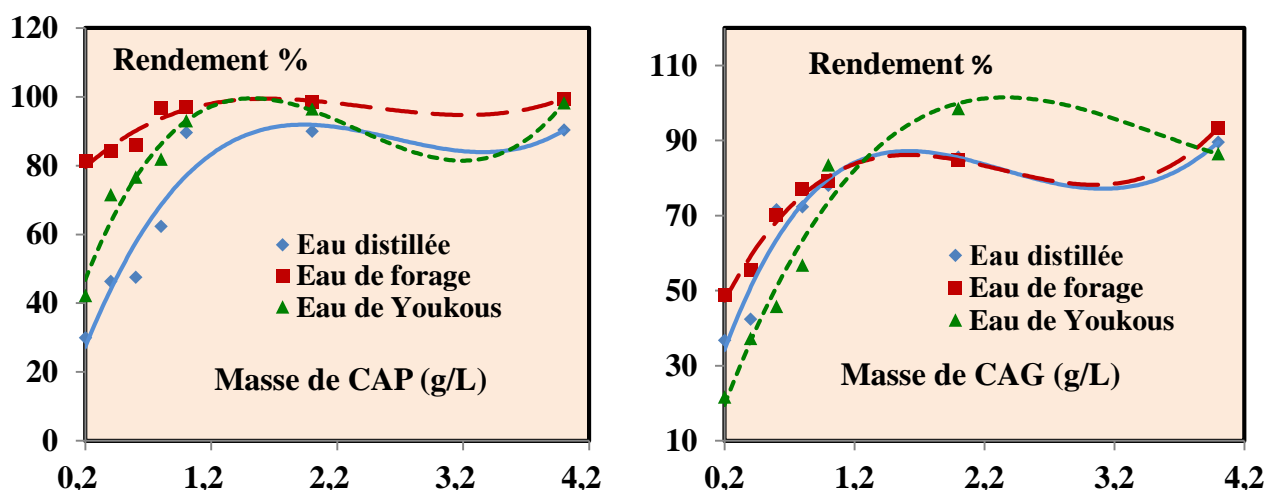 120
100
80
60
40
20
0
Rendement %
Eau distillée
Eau de forage
Eau de Youkous
Masse de CAP (g/L)
0,2 1,2 2,2 3,2 4,2
110
90
70
50
30
10
Rendement %
Eau distillée
Eau de forage
Eau de Youkous
Masse de CAG (g/L)
0,2 1,2 2,2 3,2 4,2